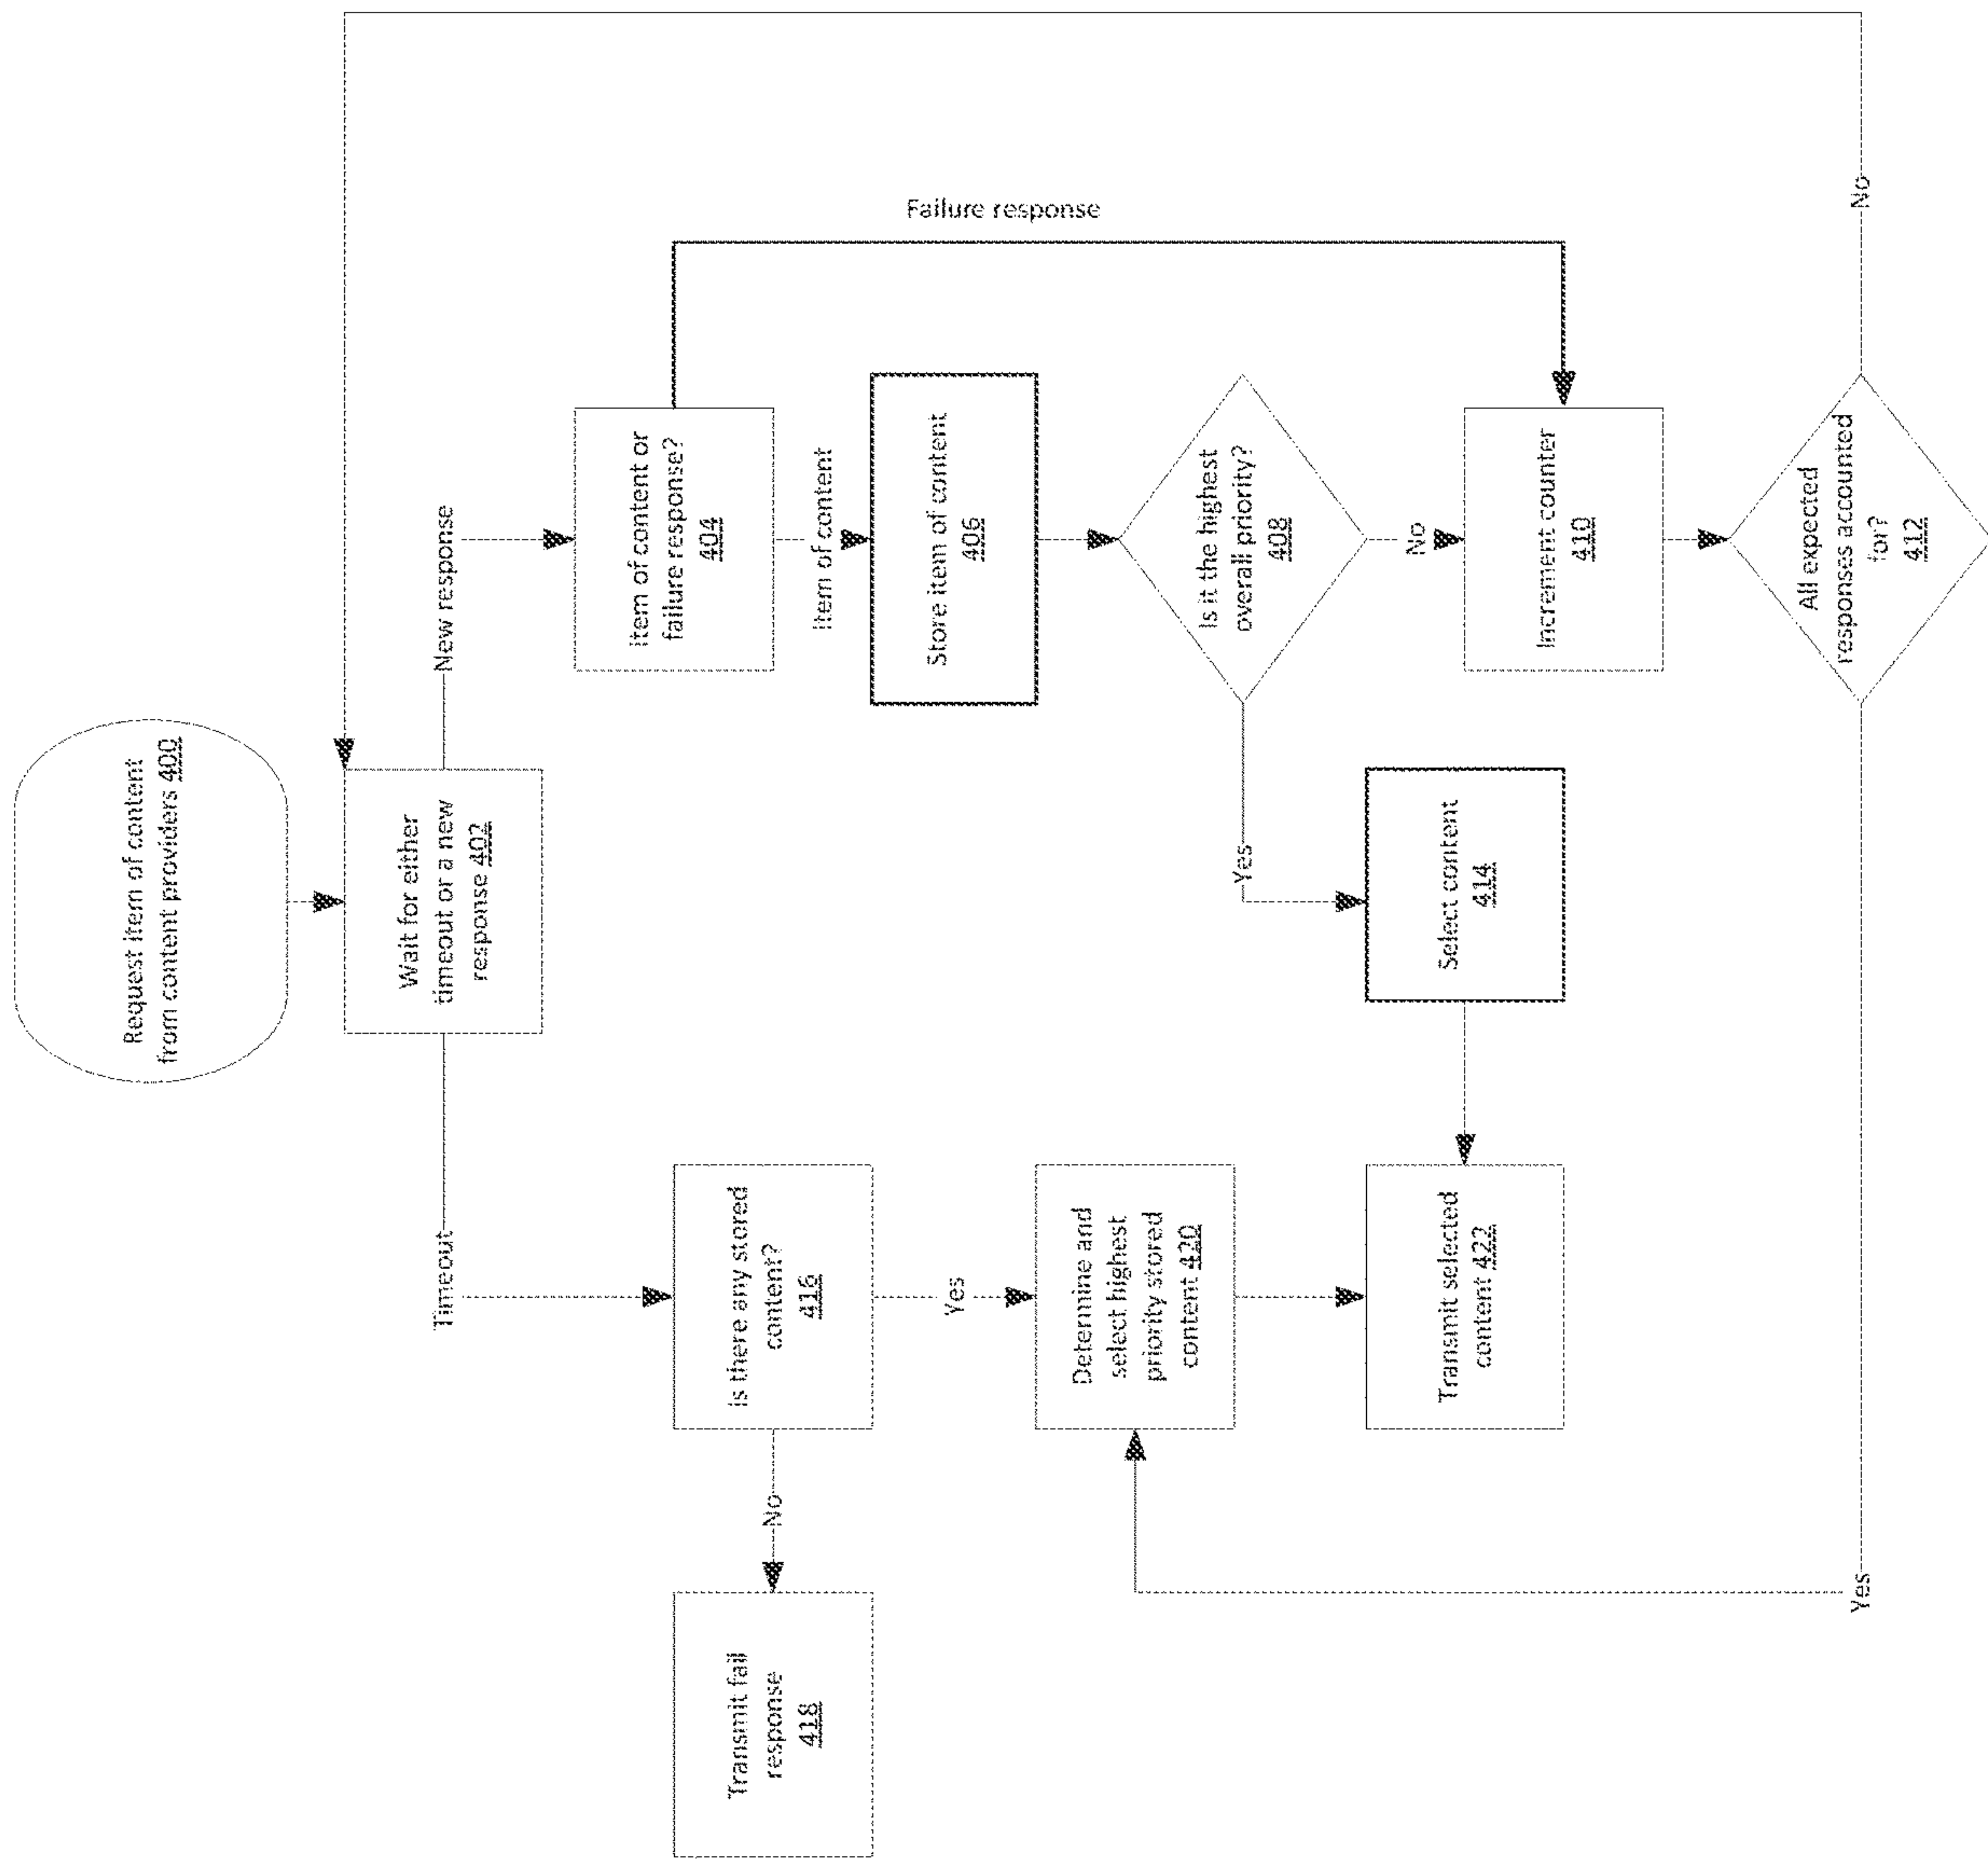 Request item of content
from content providers 400
Wait for either
timeout or a new
response 402
New response
Timeout
Item of content or
failure response?
404
Failure response
Item of content
Store item of content
406
Is it the highest
overall priority?
408
Yes
No
Select content
414
Increment counter
410
All expected
responses accounted
for?
412
No
Yes
Is there any stored
content?
416
No
Yes
Transmit fail
response
418
Determine and
select highest
priority stored
content 420
Transmit selected
content 422